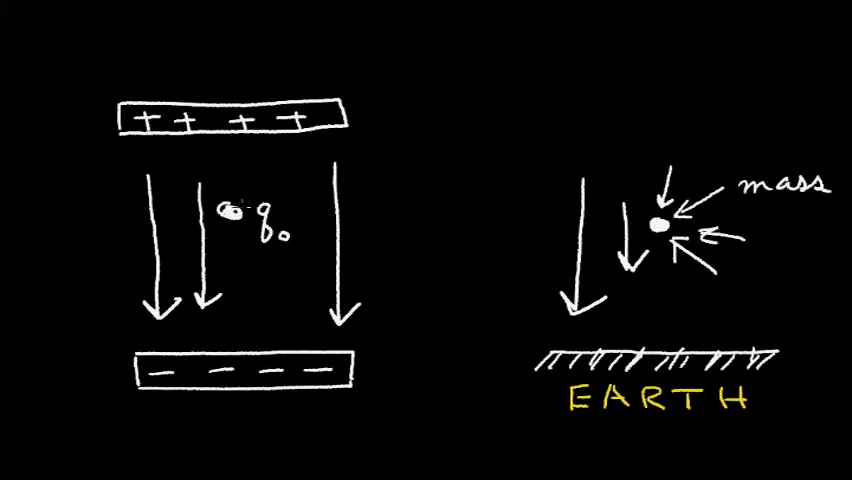 + + + +
q₀
mass
− − − −
EARTH